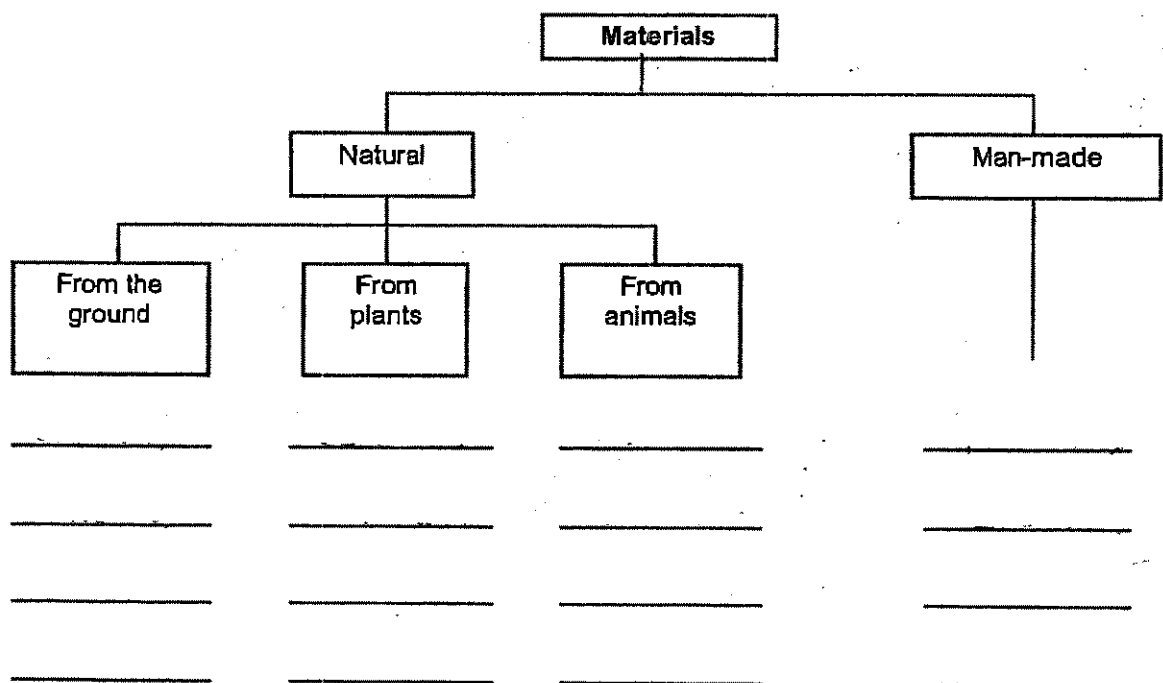 Materials
Natural
Man-made
From the
ground
From
plants
From
animals